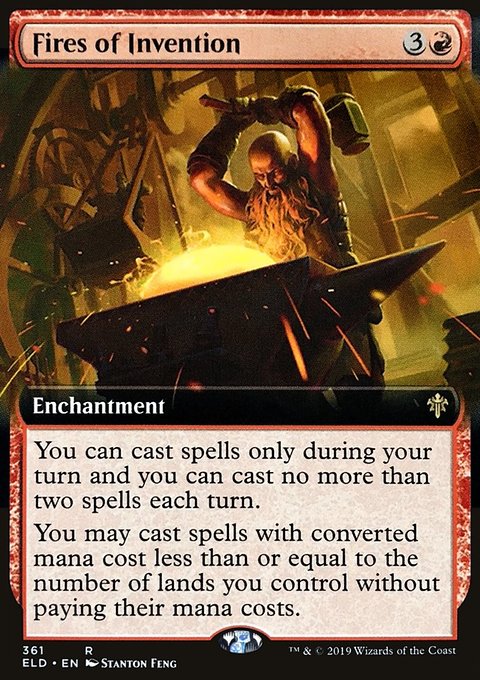 Fires of Invention 3
Enchantment
You can cast spells only during your
turn and you can cast no more than
two spells each turn.
You may cast spells with converted
mana cost less than or equal to the
number of lands you control without
paying their mana costs.
361 R
ELD • EN Stanton Feng ™ & © 2019 Wizards of the Coast